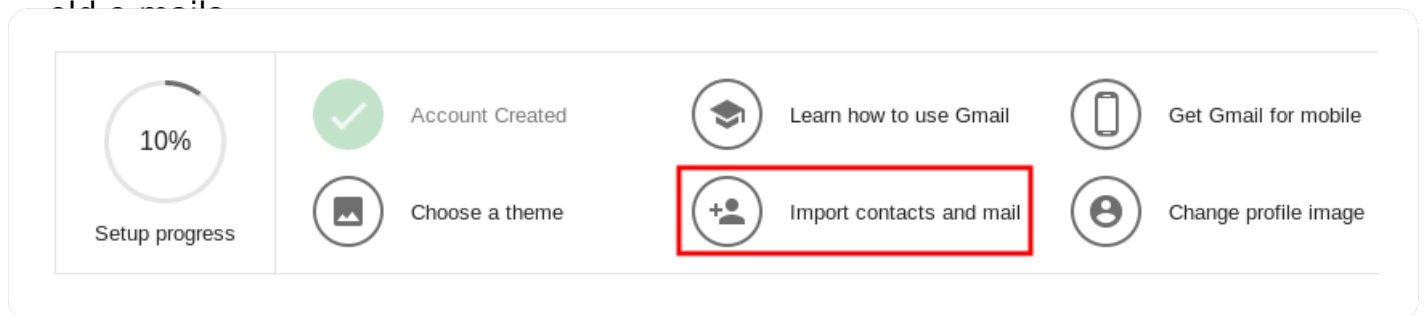 10%
Setup progress
Account Created
Learn how to use Gmail
Get Gmail for mobile
Choose a theme
Import contacts and mail
Change profile image